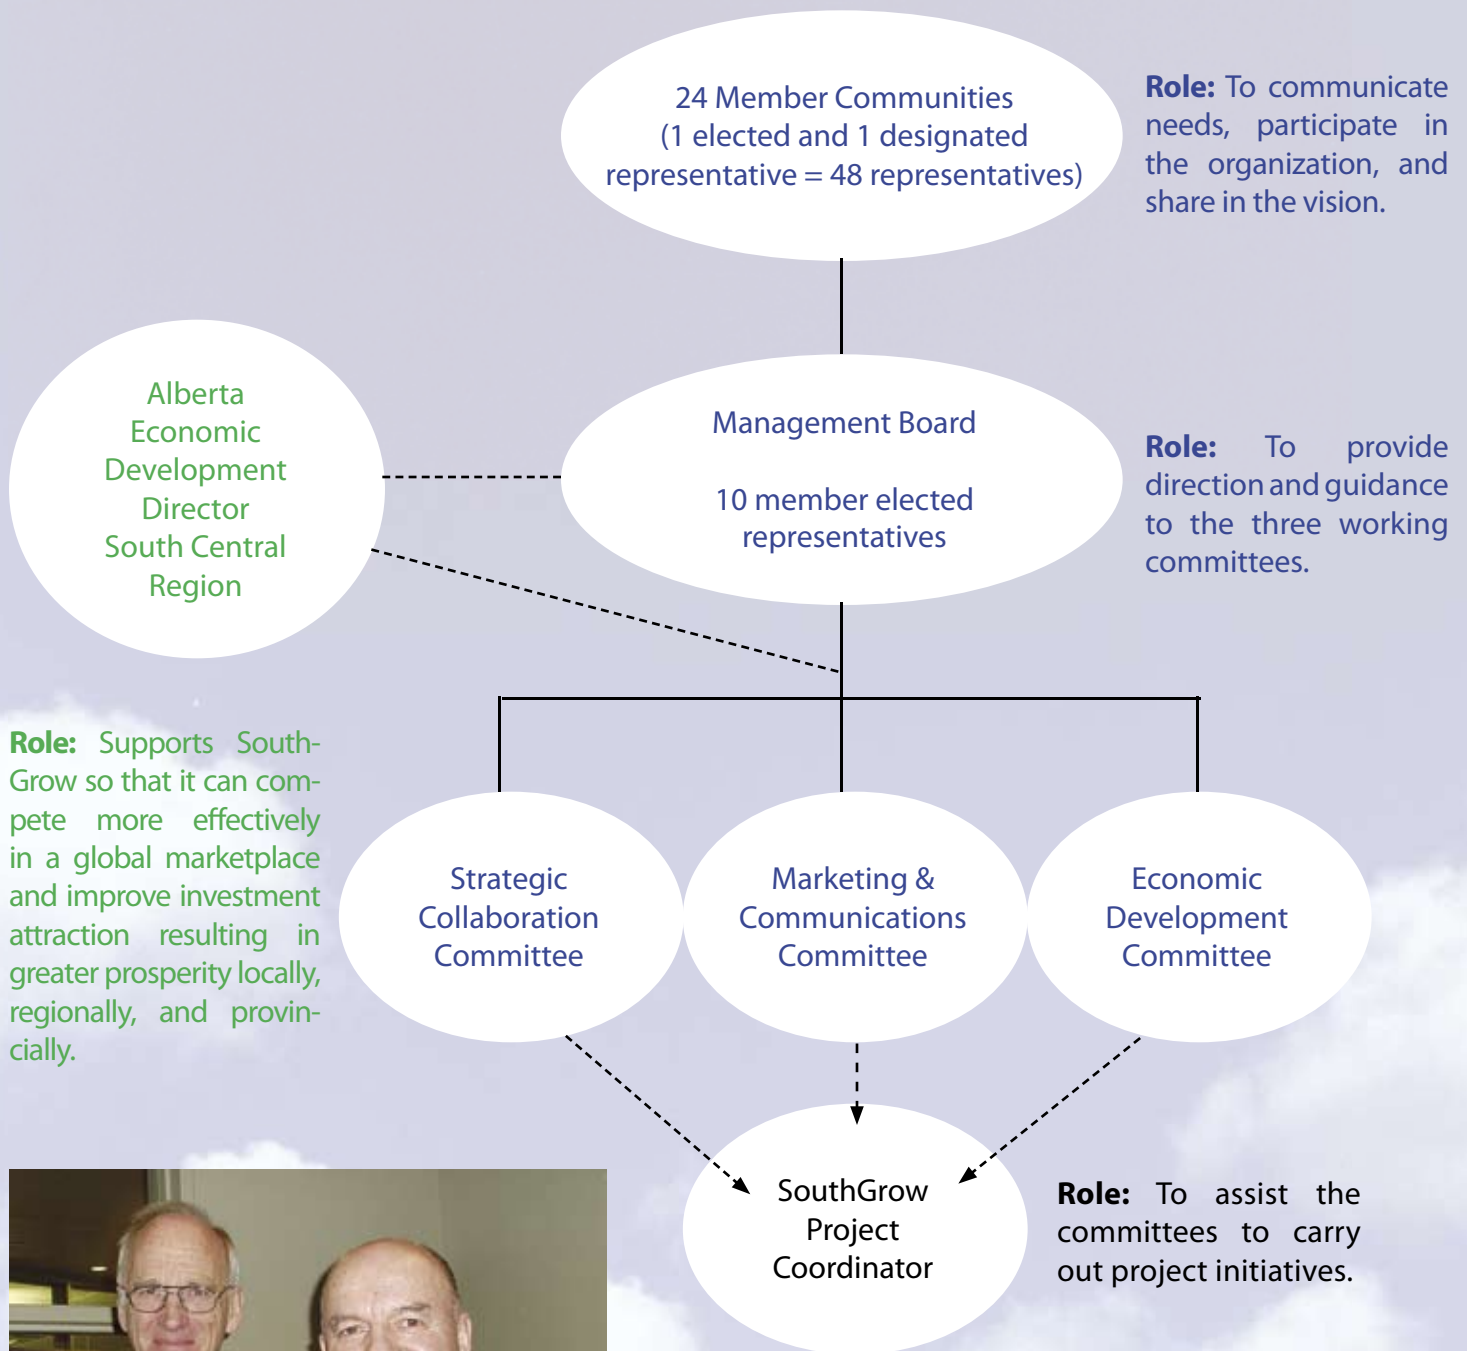 24 Member Communities
(1 elected and 1 designated
representative = 48 representatives)
Role: To communicate
needs, participate in
the organization, and
share in the vision.
Alberta
Economic
Development
Director
South Central
Region
Management Board
10 member elected
representatives
Role: To provide
direction and guidance
to the three working
committees.
Role: Supports South-
Grow so that it can com-
pete more effectively
in a global marketplace
and improve investment
attraction resulting in
greater prosperity locally,
regionally, and provin-
cially.
Strategic
Collaboration
Committee
Marketing &
Communications
Committee
Economic
Development
Committee
SouthGrow
Project
Coordinator
Role: To assist the
committees to carry
out project initiatives.